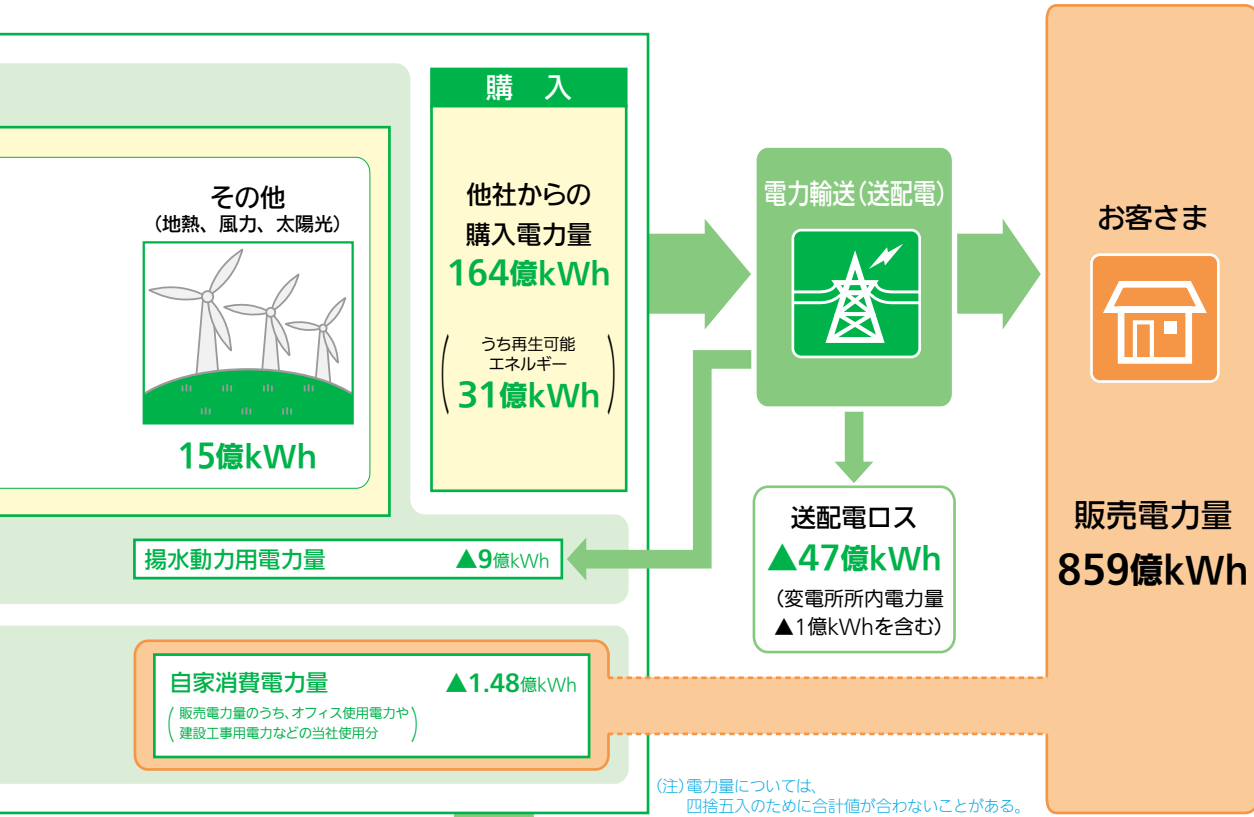 その他
（地熱、風力、太陽光）
15億kWh
購入
他社からの
購入電力量
164億kWh
うち再生可能
エネルギー
31億kWh
電力輸送（送配電）
お客さま
販売電力量
859億kWh
送配電ロス
▲47億kWh
（変電所所内電力量
▲1億kWhを含む）
揚水動力用電力量 ▲9億kWh
自家消費電力量 ▲1.48億kWh
（販売電力量のうち、オフィス使用電力や
建設工事用電力などの当社使用分）
（注）電力量については、
四捨五入のために合計値が合わないことがある。